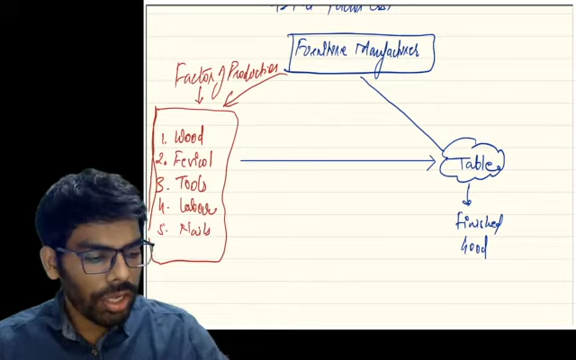 Furniture Manufacturer
Factor of Production
1. Wood
2. Fevicol
3. Tools
4. Labour
5. Nails
Table
Finished
Good